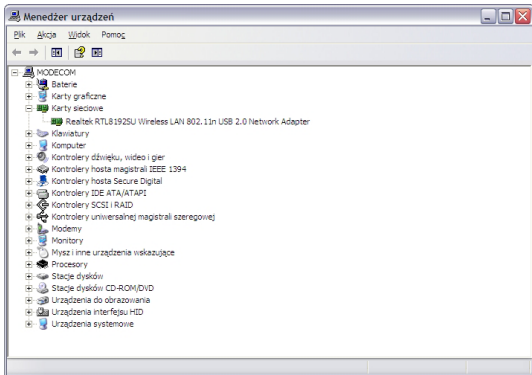 Menedżer urządzeń
Plik Akcja Widok Pomoc
MODECOM
Baterie
Karty graficzne
Karty sieciowe
Realtek RTL8192SU Wireless LAN 802.11n USB 2.0 Network Adapter
Klawiatury
Komputer
Kontrolery dźwięku, wideo i gier
Kontrolery hosta magistrali IEEE 1394
Kontrolery hosta Secure Digital
Kontrolery IDE ATA/ATAPI
Kontrolery SCSI i RAID
Kontrolery uniwersalnej magistrali szeregowej
Modemy
Monitory
Mysz i inne urządzenia wskazujące
Procesory
Stacje dysków
Stacje dysków CD-ROM/DVD
Urządzenia do obrazowania
Urządzenia interfejsu HID
Urządzenia systemowe